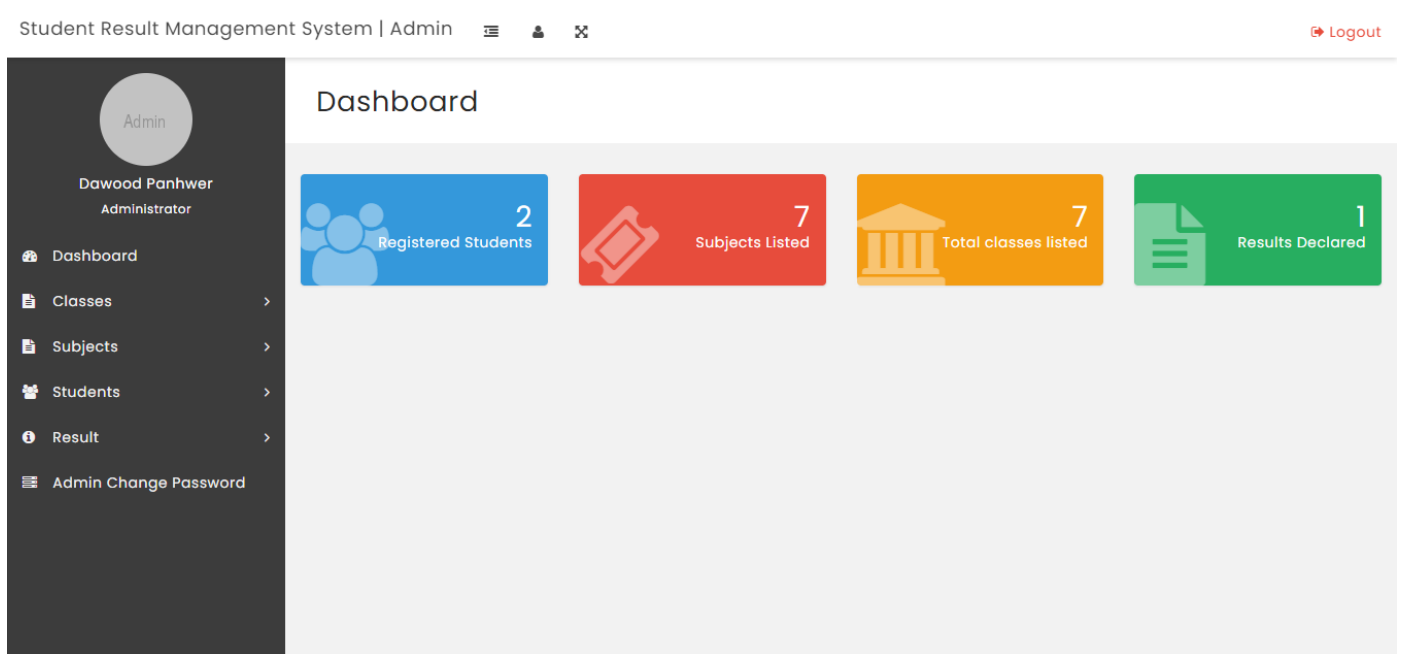 Student Result Management System | Admin
Logout
Admin
Dawood Panhwer
Administrator
Dashboard
Classes
Subjects
Students
Result
Admin Change Password
Dashboard
2
Registered Students
7
Subjects Listed
7
Total classes listed
1
Results Declared